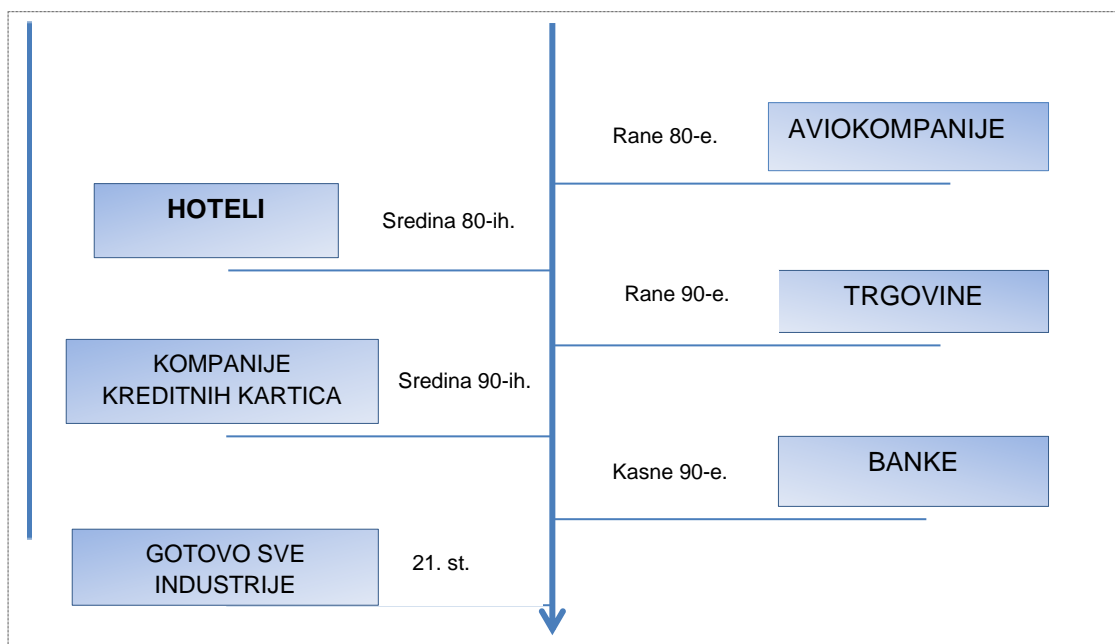 Rane 80-e.
AVIOKOMPANIJE
HOTELI
Sredina 80-ih.
Rane 90-e.
TRGOVINE
KOMPANIJE
KREDITNIH KARTICA
Sredina 90-ih.
Kasne 90-e.
BANKE
GOTOVO SVE
INDUSTRIJE
21. st.